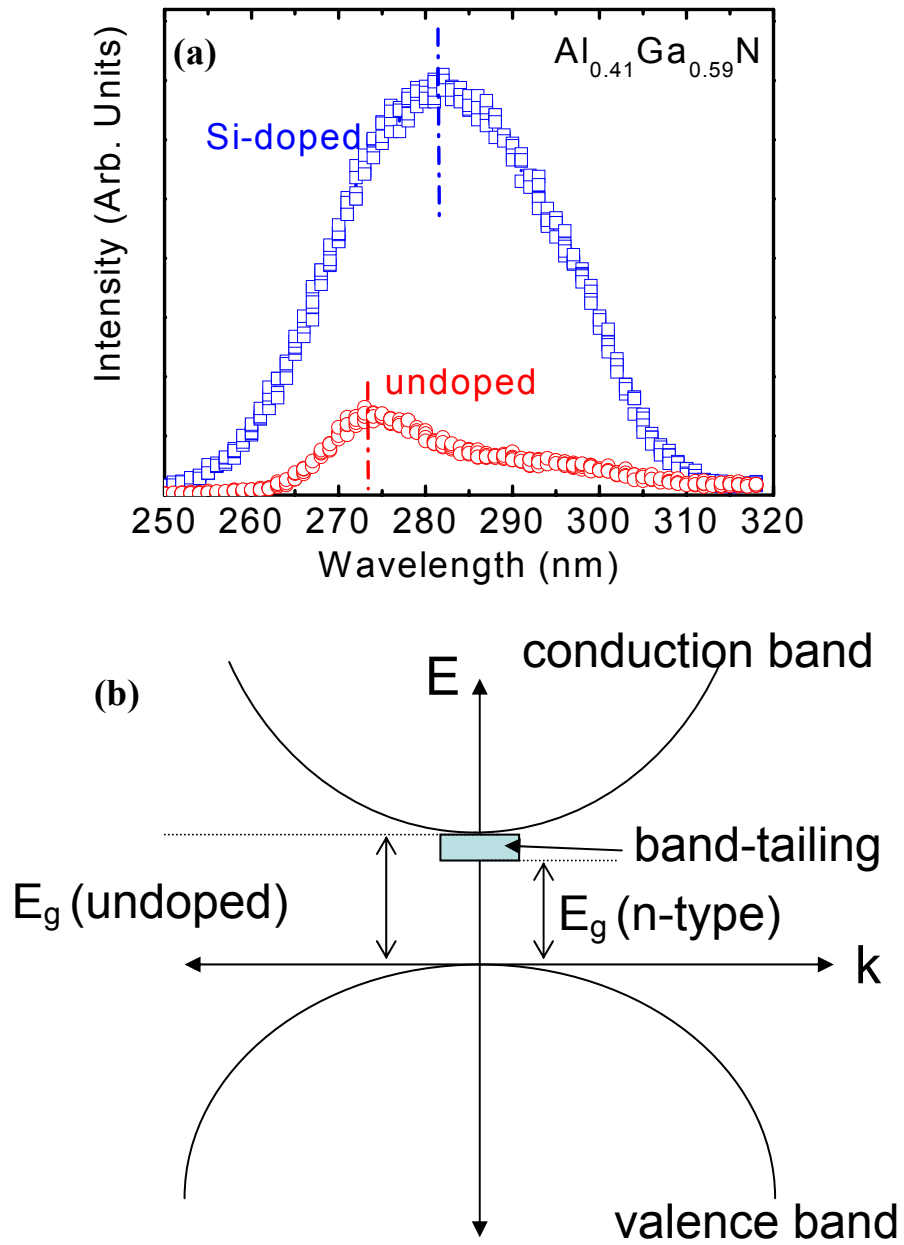 (a)
Al0.41Ga0.59N
Intensity (Arb. Units)
Si-doped
undoped
250 260 270 280 290 300 310 320
Wavelength (nm)
(b)
conduction band
E
band-tailing
Eg (undoped)
Eg (n-type)
k
valence band